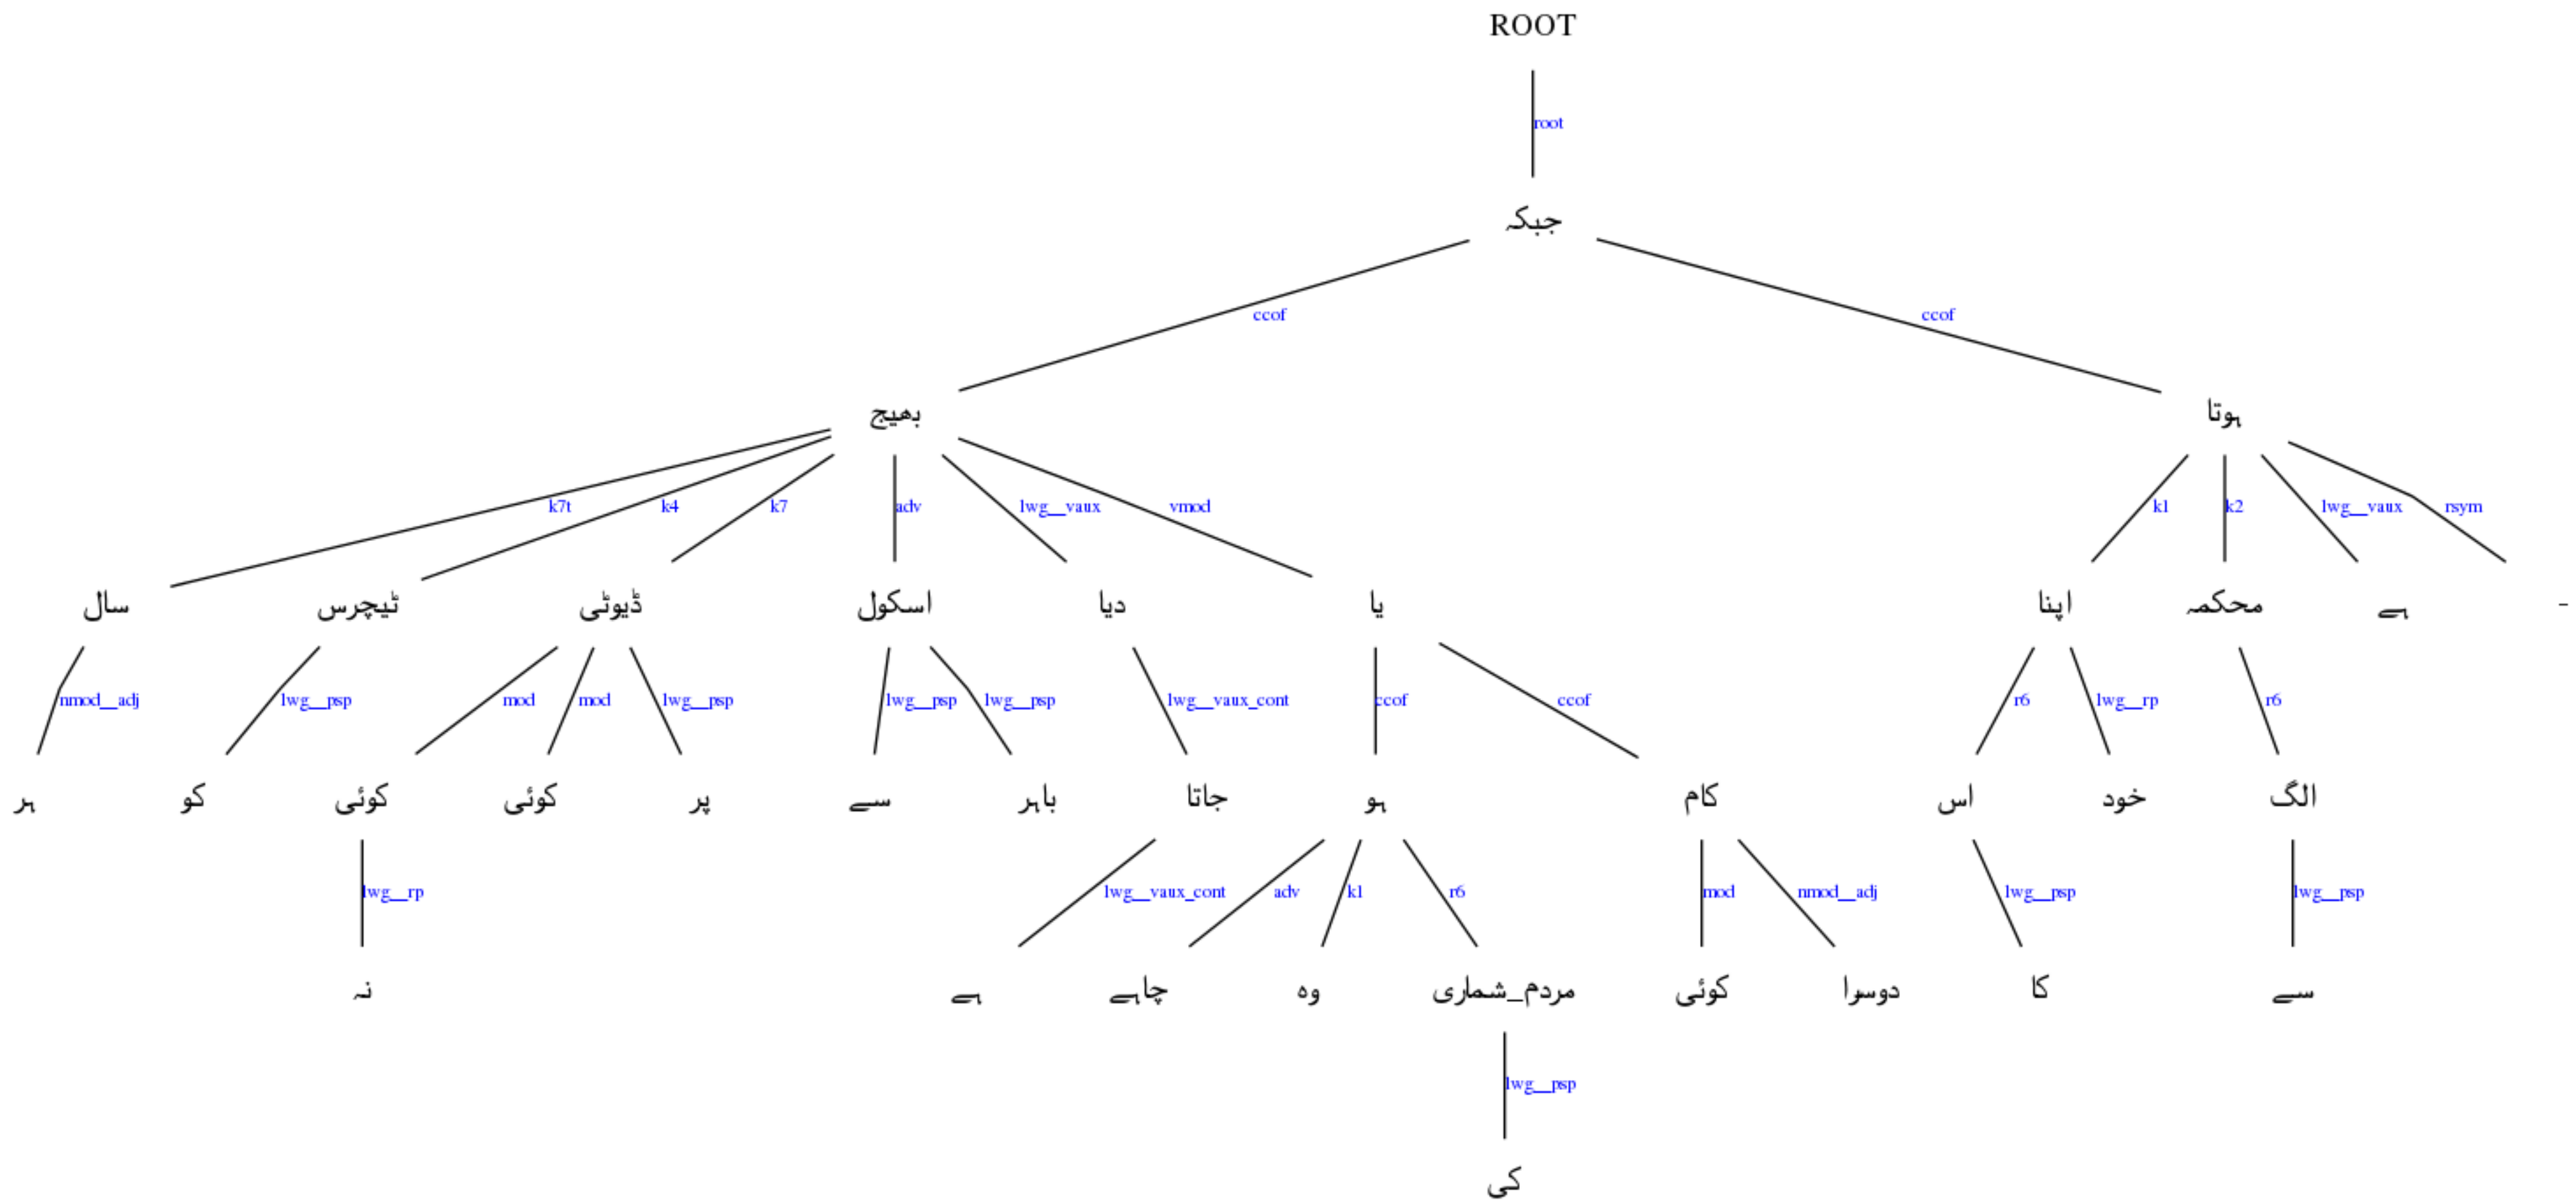 ROOT
root
جبکہ
ccof ccof
بھیج ہوتا
k7t k4 k7 adv lwg__vaux vmod k1 k2 lwg__vaux rsym
سال ٹیچرس ڈیوٹی اسکول دیا یا اپنا محکمہ ہے -
nmod__adj lwg__psp mod mod lwg__psp lwg__psp lwg__psp lwg__vaux_cont ccof ccof r6 lwg__rp r6
ہر کو کوئی کوئی پر سے باہر جاتا ہو کام اس خود الگ
lwg__rp lwg__vaux_cont adv k1 r6 mod nmod__adj lwg__psp lwg__psp
نہ ہے چاہے وہ مردم_شماری کوئی دوسرا کا سے
lwg__psp
کی